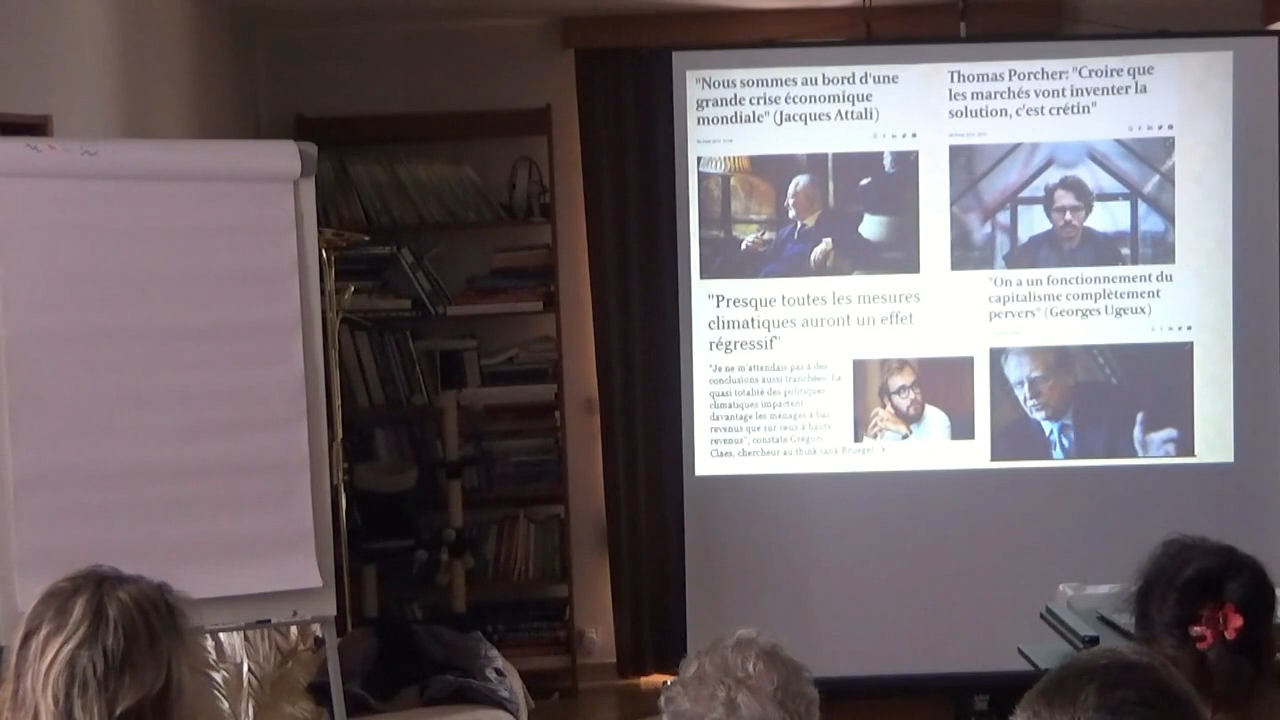 "Nous sommes au bord d'une
grande crise économique
mondiale" (Jacques Attali)
Thomas Porcher: "Croire que
les marchés vont inventer la
solution, c'est crétin"
"Presque toutes les mesures
climatiques auront un effet
régressif"
"Je ne m'attendais pas à des
conclusions aussi tranchées. La
quasi totalité des politiques
climatiques impactent
davantage les ménages à bas
revenus que sur ceux à hauts
revenus", constate Grégory
Claes, chercheur au think tank Bruegel.
"On a un fonctionnement du
capitalisme complètement
pervers" (Georges Ugeux)